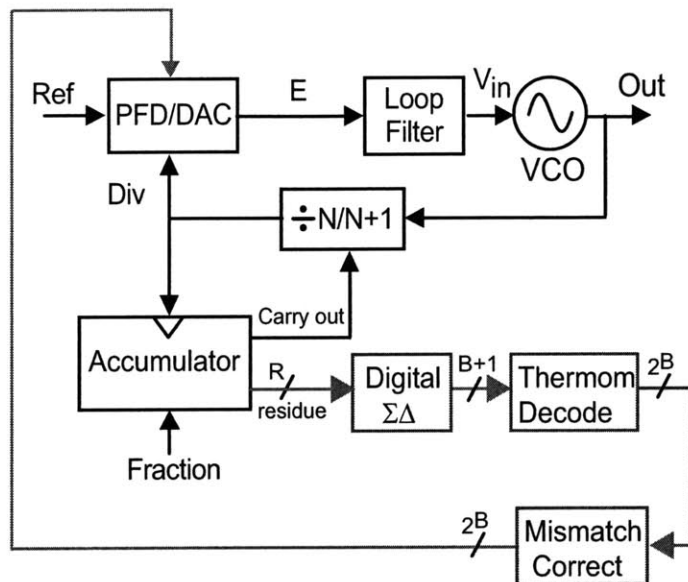 Ref
PFD/DAC
E
Loop
Filter
Vin
Out
VCO
Div
÷N/N+1
Carry out
Accumulator
R
residue
Digital
ΣΔ
B+1
Thermom
Decode
2B
Fraction
2B
Mismatch
Correct